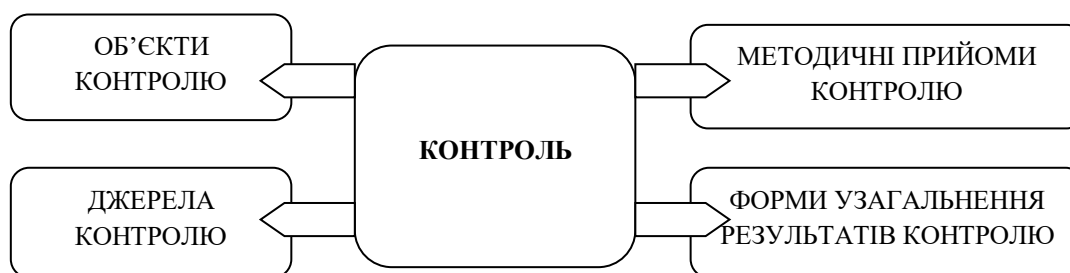 ОБ’ЄКТИ
КОНТРОЛЮ
МЕТОДИЧНІ ПРИЙОМИ
КОНТРОЛЮ
КОНТРОЛЬ
ДЖЕРЕЛА
КОНТРОЛЮ
ФОРМИ УЗАГАЛЬНЕННЯ
РЕЗУЛЬТАТІВ КОНТРОЛЮ